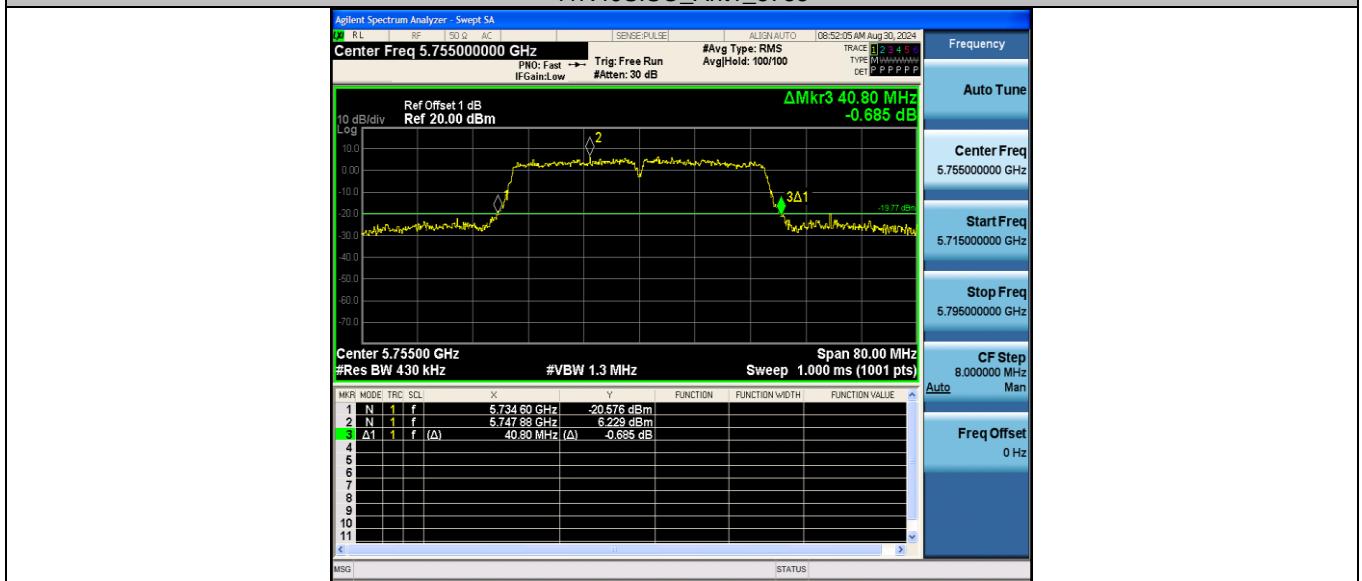 Agilent Spectrum Analyzer - Swept SA
RL RF 50 Ω AC SENSE:PULSE ALIGN AUTO 08:52:05 AM Aug 30, 2024
Center Freq 5.755000000 GHz
PNO: Fast
IFGain:Low
Trig: Free Run
#Atten: 30 dB
#Avg Type: RMS
Avg|Hold: 100/100
TRACE 1 2 3 4 5 6
TYPE M WWWWW
DET P P P P P P
ΔMkr3 40.80 MHz
-0.685 dB
Ref Offset 1 dB
10 dB/div Ref 20.00 dBm
Log
10.0
0.00
-10.0
-20.0
-30.0
-40.0
-50.0
-60.0
-70.0
1
2
3Δ1
-19.77 dBm
Center 5.75500 GHz Span 80.00 MHz
#Res BW 430 kHz #VBW 1.3 MHz Sweep 1.000 ms (1001 pts)
MKR MODE TRC SCL X Y FUNCTION FUNCTION WIDTH FUNCTION VALUE
1 N 1 f 5.734 60 GHz -20.576 dBm
2 N 1 f 5.747 88 GHz 6.229 dBm
3 Δ1 1 f (Δ) 40.80 MHz (Δ) -0.685 dB
4
5
6
7
8
9
10
11
MSG STATUS
Frequency
Auto Tune
Center Freq
5.755000000 GHz
Start Freq
5.715000000 GHz
Stop Freq
5.795000000 GHz
CF Step
8.000000 MHz
Auto Man
Freq Offset
0 Hz